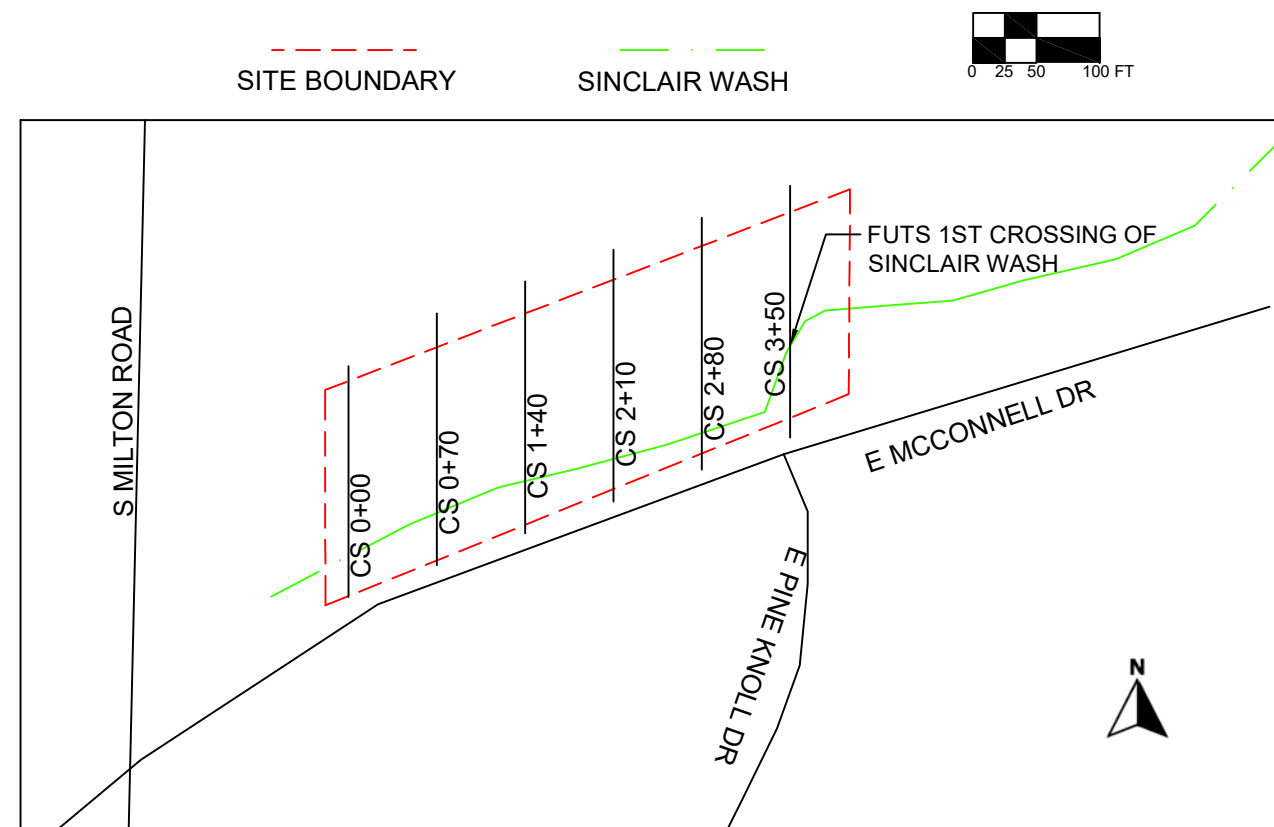 SITE BOUNDARY
SINCLAIR WASH
0 25 50 100 FT
S MILTON ROAD
CS 0+00
CS 0+70
CS 1+40
CS 2+10
CS 2+80
CS 3+50
FUTS 1ST CROSSING OF
SINCLAIR WASH
E MCCONNELL DR
E PINE KNOLL DR
N